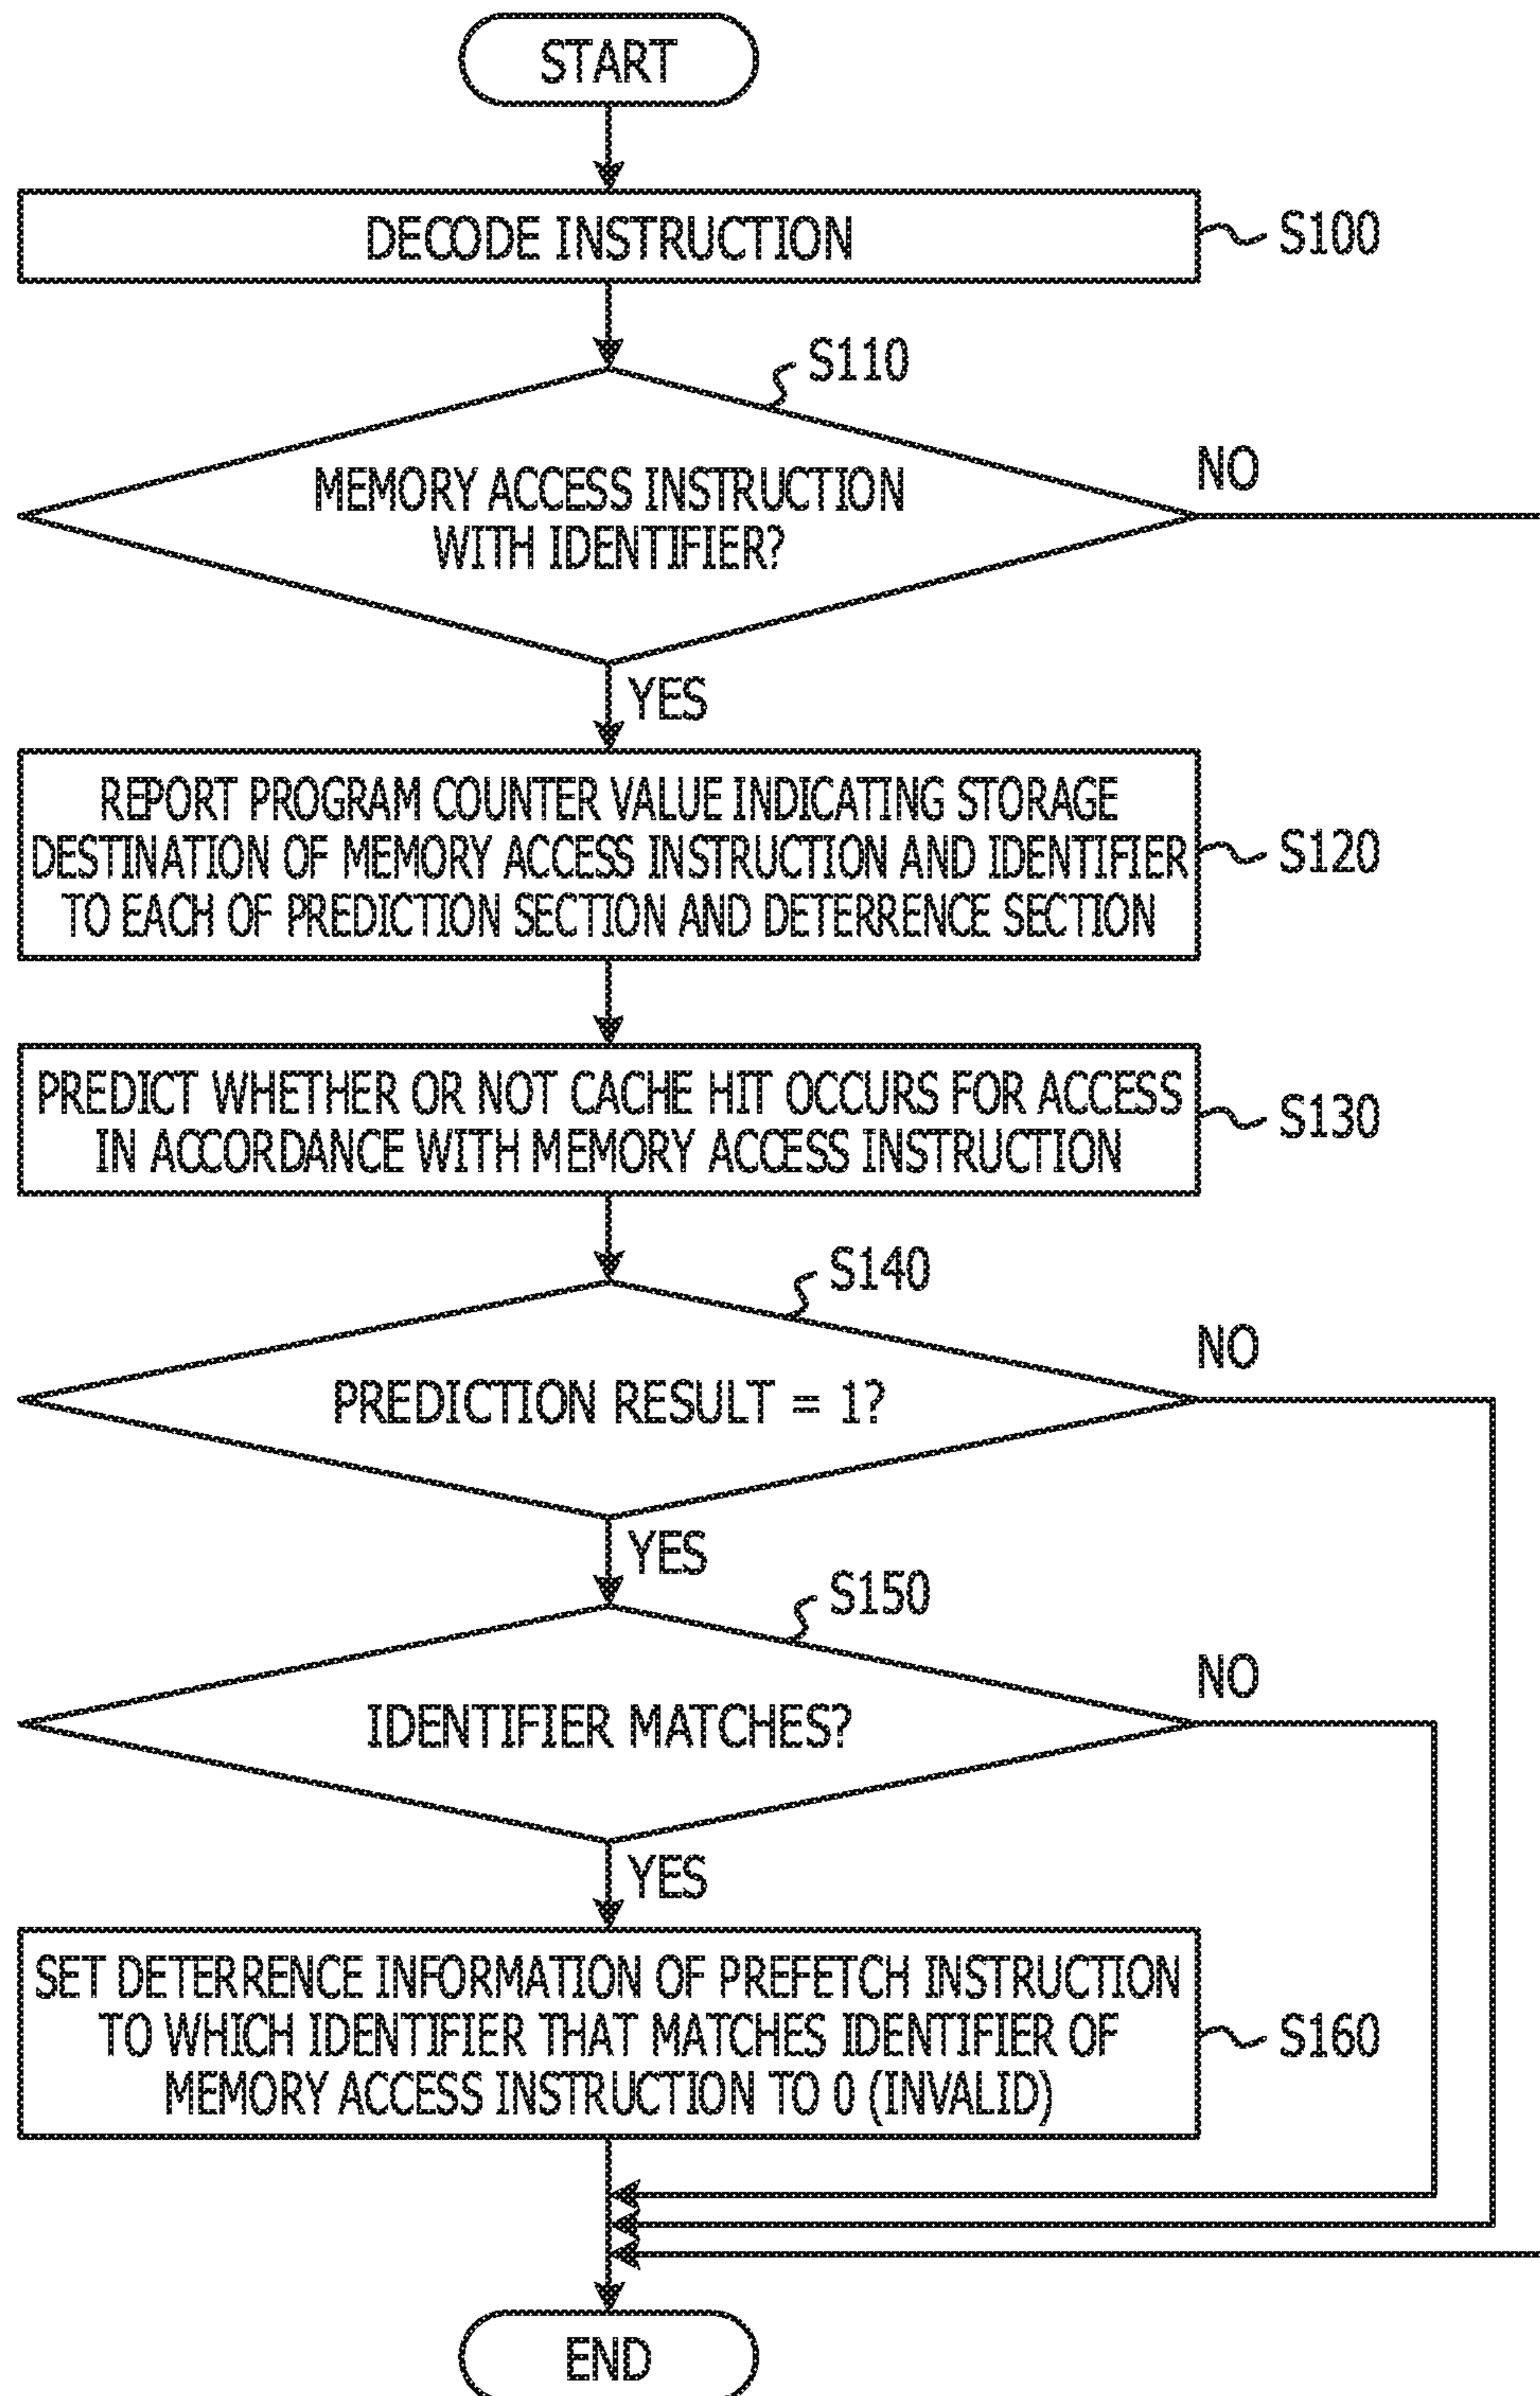 START
DECODE INSTRUCTION
S100
S110
MEMORY ACCESS INSTRUCTION
WITH IDENTIFIER?
NO
YES
REPORT PROGRAM COUNTER VALUE INDICATING STORAGE
DESTINATION OF MEMORY ACCESS INSTRUCTION AND IDENTIFIER
TO EACH OF PREDICTION SECTION AND DETERRENCE SECTION
S120
PREDICT WHETHER OR NOT CACHE HIT OCCURS FOR ACCESS
IN ACCORDANCE WITH MEMORY ACCESS INSTRUCTION
S130
S140
PREDICTION RESULT = 1?
NO
YES
S150
IDENTIFIER MATCHES?
NO
YES
SET DETERRENCE INFORMATION OF PREFETCH INSTRUCTION
TO WHICH IDENTIFIER THAT MATCHES IDENTIFIER OF
MEMORY ACCESS INSTRUCTION TO 0 (INVALID)
S160
END